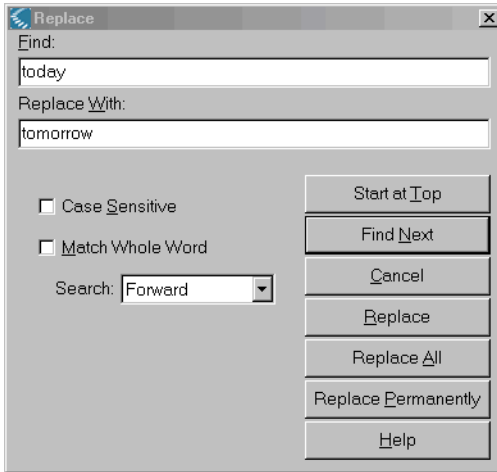 Replace
Find:
today
Replace With:
tomorrow
Case Sensitive
Match Whole Word
Search: Forward
Start at Top
Find Next
Cancel
Replace
Replace All
Replace Permanently
Help